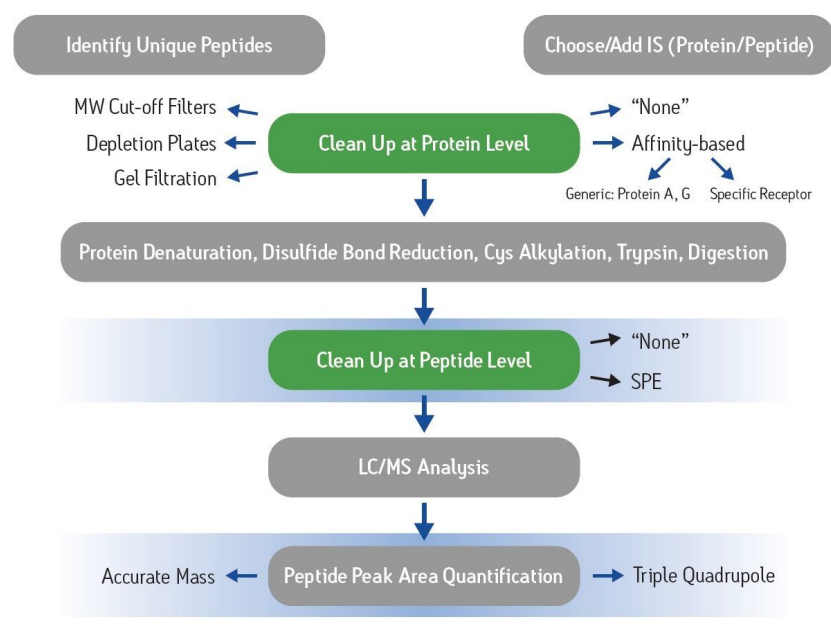 Identify Unique Peptides
Choose/Add IS (Protein/Peptide)
MW Cut-off Filters
Depletion Plates
Gel Filtration
Clean Up at Protein Level
"None"
Affinity-based
Generic: Protein A, G
Specific Receptor
Protein Denaturation, Disulfide Bond Reduction, Cys Alkylation, Trypsin, Digestion
Clean Up at Peptide Level
"None"
SPE
LC/MS Analysis
Accurate Mass
Peptide Peak Area Quantification
Triple Quadrupole